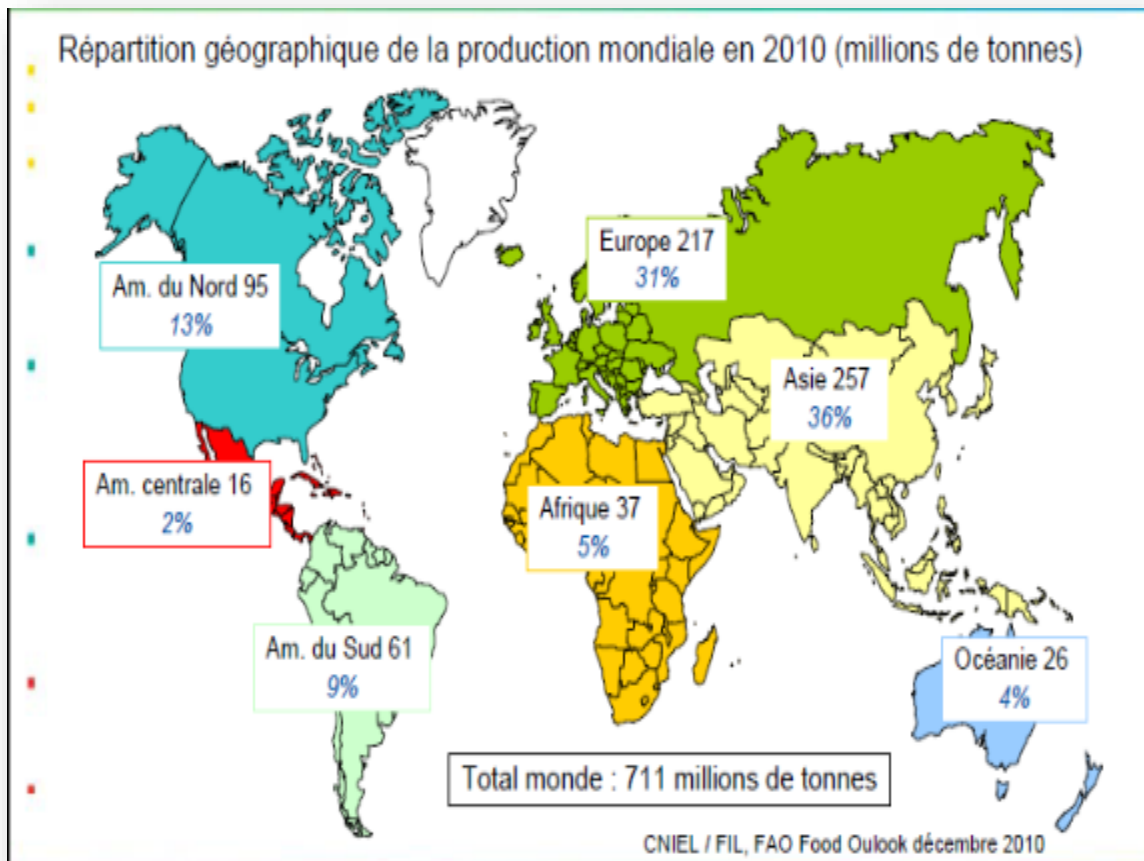 Répartition géographique de la production mondiale en 2010 (millions de tonnes)
Europe 217
31%
Am. du Nord 95
13%
Asie 257
36%
Am. centrale 16
2%
Afrique 37
5%
Am. du Sud 61
9%
Océanie 26
4%
Total monde : 711 millions de tonnes
CNIEL / FIL, FAO Food Oulook décembre 2010